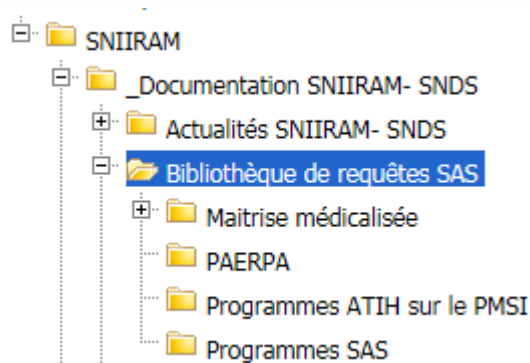 SNIIRAM
_Documentation SNIIRAM- SNDS
Actualités SNIIRAM- SNDS
Bibliothèque de requêtes SAS
Maitrise médicalisée
PAERPA
Programmes ATIH sur le PMSI
Programmes SAS